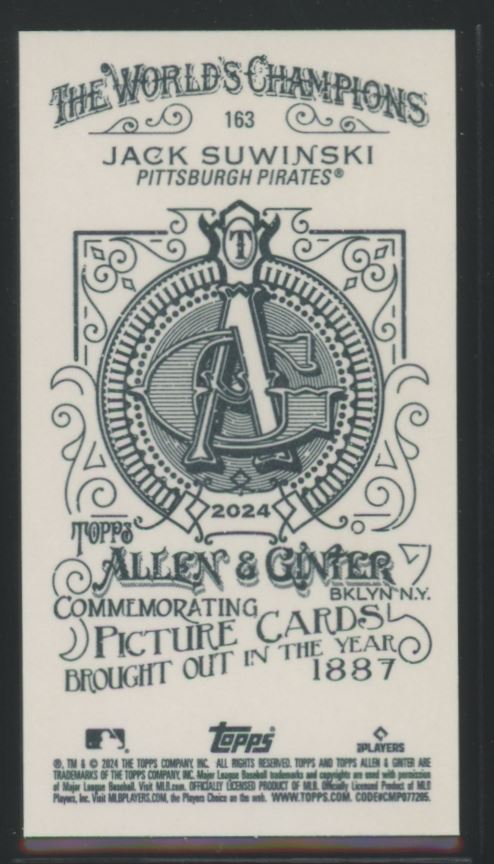 THE WORLD'S CHAMPIONS
163
JACK SUWINSKI
PITTSBURGH PIRATES®
T
AG
2024
TOPPS
ALLEN & GINTER
BKLYN N.Y.
COMMEMORATING
PICTURE CARDS
BROUGHT OUT IN THE YEAR
1887
topps
PLAYERS
®, TM & © 2024 THE TOPPS COMPANY, INC. ALL RIGHTS RESERVED. TOPPS AND TOPPS ALLEN & GINTER ARE
TRADEMARKS OF THE TOPPS COMPANY, INC. Major League Baseball trademarks and copyrights are used with permission
of Major League Baseball. Visit MLB.com. OFFICIALLY LICENSED PRODUCT OF MLB. Officially Licensed Product of MLB
Players, Inc. Visit MLBPLAYERS.COM, the Players Choice on the web. WWW.TOPPS.COM. CODE#CMP077205.